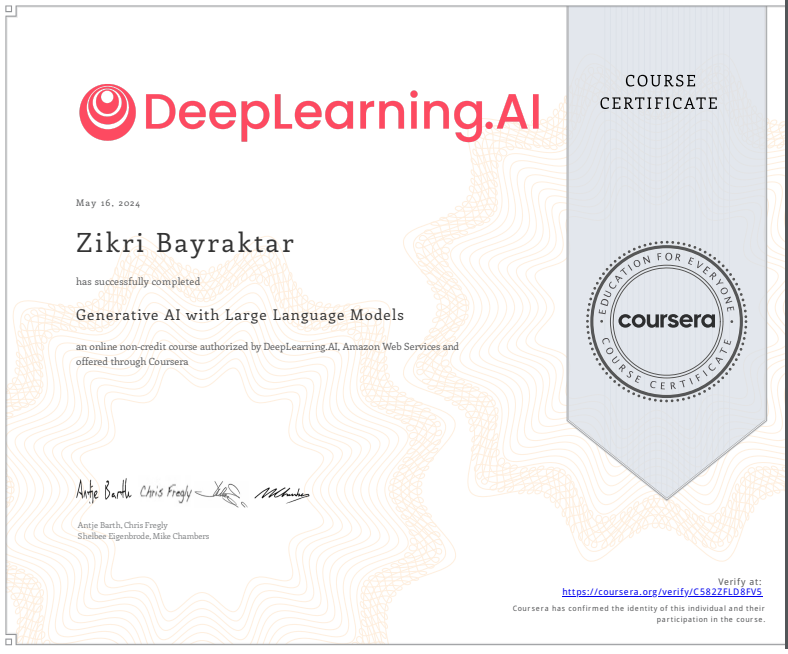 DeepLearning.AI
COURSE
CERTIFICATE
May 16, 2024
Zikri Bayraktar
has successfully completed
Generative AI with Large Language Models
an online non-credit course authorized by DeepLearning.AI, Amazon Web Services and
offered through Coursera
EDUCATION FOR EVERYONE
coursera
COURSE CERTIFICATE
Antje Barth Chris Fregly
Antje Barth, Chris Fregly
Shelbee Eigenbrode, Mike Chambers
Verify at:
https://coursera.org/verify/C582ZFLD8FV5
Coursera has confirmed the identity of this individual and their
participation in the course.